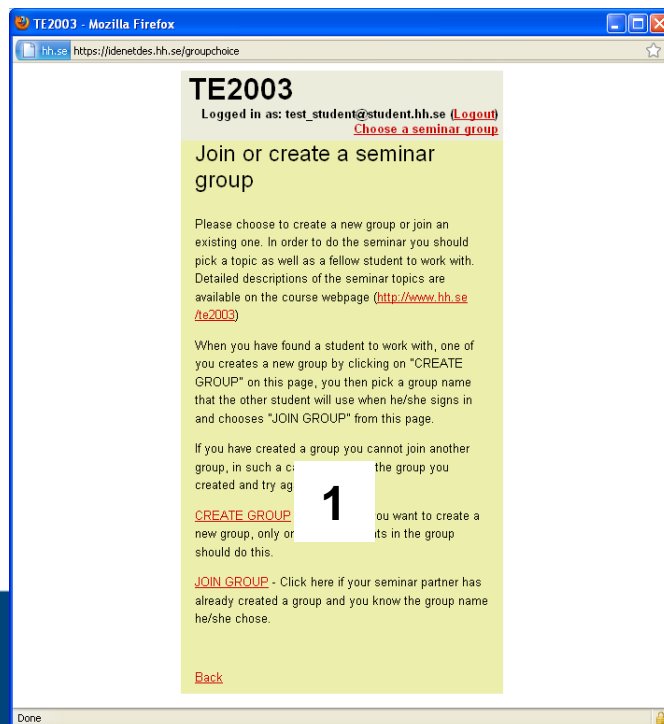 TE2003 - Mozilla Firefox
hh.se https://idenetdes.hh.se/groupchoice
TE2003
Logged in as: test_student@student.hh.se (Logout)
Choose a seminar group
Join or create a seminar
group
Please choose to create a new group or join an
existing one. In order to do the seminar you should
pick a topic as well as a fellow student to work with.
Detailed descriptions of the seminar topics are
available on the course webpage (http://www.hh.se
/te2003)
When you have found a student to work with, one of
you creates a new group by clicking on "CREATE
GROUP" on this page, you then pick a group name
that the other student will use when he/she signs in
and chooses "JOIN GROUP" from this page.
If you have created a group you cannot join another
group, in such a the group you
created and try
1
CREATE GROUP you want to create a
new group, only in the group
should do this.
JOIN GROUP - Click here if your seminar partner has
already created a group and you know the group name
he/she chose.
Back
Done